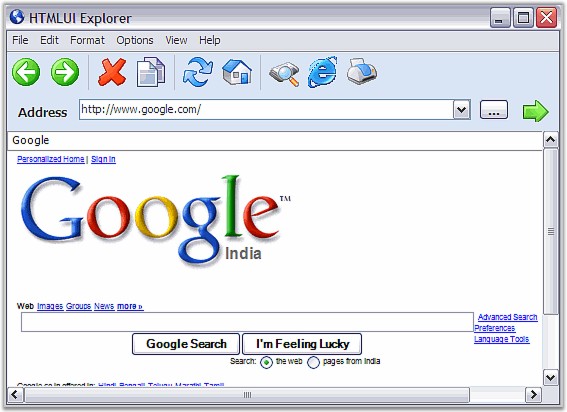 HTMLUI Explorer
File Edit Format Options View Help
Address http://www.google.com/ ...
Google
Personalized Home | Sign In
Google™
India
Web Images Groups News more »
Advanced Search
Preferences
Language Tools
Google Search I'm Feeling Lucky
Search: the web pages from India
Google.co.in offered in: Hindi Bengali Telugu Marathi Tamil